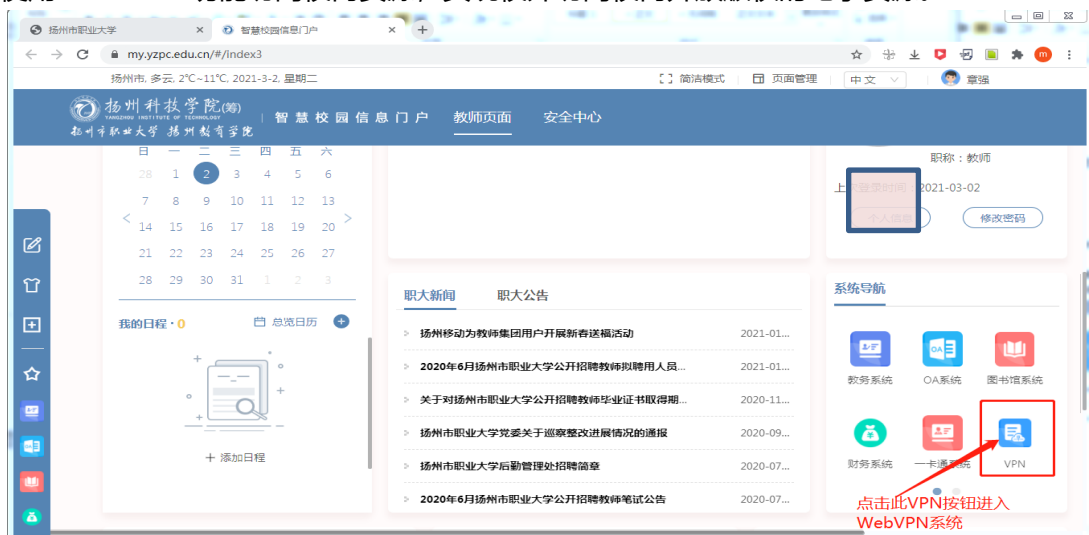 扬州市职业大学
智慧校园信息门户
my.yzpc.edu.cn/#/index3
扬州市, 多云, 2℃~11℃, 2021-3-2, 星期二
简洁模式
页面管理
中文
章强
扬州科技学院(筹)
YANGZHOU INSTITUTE OF TECHNOLOGY
扬州市职业大学 扬州教育学院
智慧校园信息门户
教师页面
安全中心
日 一 二 三 四 五 六
28 1 2 3 4 5 6
7 8 9 10 11 12 13
14 15 16 17 18 19 20
21 22 23 24 25 26 27
28 29 30 31 1 2 3
我的日程·0
总览日历
添加日程
职大新闻
职大公告
扬州移动为教师集团用户开展新春送福活动 2021-01...
2020年6月扬州市职业大学公开招聘教师拟聘用人员... 2021-01...
关于对扬州市职业大学公开招聘教师毕业证书取得期... 2020-11...
扬州市职业大学党委关于巡察整改进展情况的通报 2020-09...
扬州市职业大学后勤管理处招聘简章 2020-07...
2020年6月扬州市职业大学公开招聘教师笔试公告 2020-07...
职称：教师
上次登录时间：2021-03-02
个人信息
修改密码
系统导航
教务系统
OA系统
图书馆系统
财务系统
一卡通系统
VPN
点击此VPN按钮进入
WebVPN系统